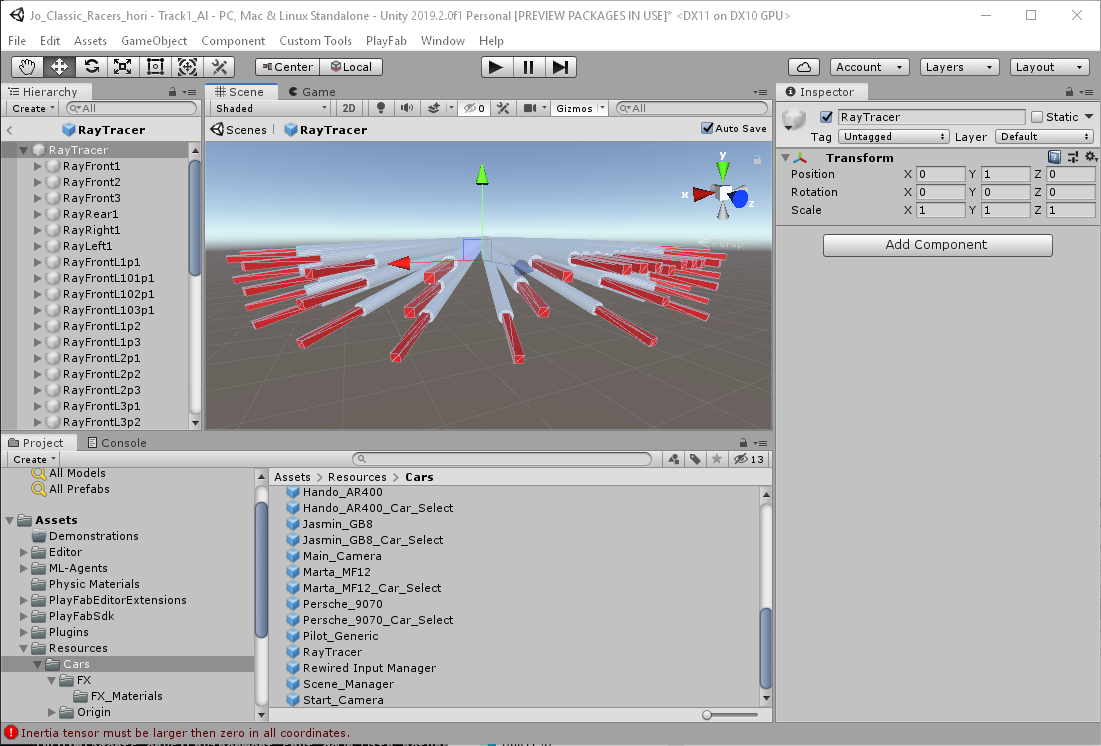 Jo_Classic_Racers_hori - Track1_AI - PC, Mac & Linux Standalone - Unity 2019.2.0f1 Personal [PREVIEW PACKAGES IN USE]* <DX11 on DX10 GPU>
File Edit Assets GameObject Component Custom Tools PlayFab Window Help
Center Local Account Layers Layout
Hierarchy
Create All
RayTracer
RayTracer
RayFront1
RayFront2
RayFront3
RayRear1
RayRight1
RayLeft1
RayFrontL1p1
RayFrontL101p1
RayFrontL102p1
RayFrontL103p1
RayFrontL1p2
RayFrontL1p3
RayFrontL2p1
RayFrontL2p2
RayFrontL2p3
RayFrontL3p1
RayFrontL3p2
Scene Game
Shaded 2D 0 Gizmos All
Scenes RayTracer Auto Save
y
x z
Persp
Inspector
RayTracer Static
Tag Untagged Layer Default
Transform
Position X 0 Y 1 Z 0
Rotation X 0 Y 0 Z 0
Scale X 1 Y 1 Z 1
Add Component
Project Console
Create 13
All Models
All Prefabs
Assets
Demonstrations
Editor
ML-Agents
Physic Materials
PlayFabEditorExtensions
PlayFabSdk
Plugins
Resources
Cars
FX
FX_Materials
Origin
Assets > Resources > Cars
Hando_AR400
Hando_AR400_Car_Select
Jasmin_GB8
Jasmin_GB8_Car_Select
Main_Camera
Marta_MF12
Marta_MF12_Car_Select
Persche_9070
Persche_9070_Car_Select
Pilot_Generic
RayTracer
Rewired Input Manager
Scene_Manager
Start_Camera
Inertia tensor must be larger then zero in all coordinates.